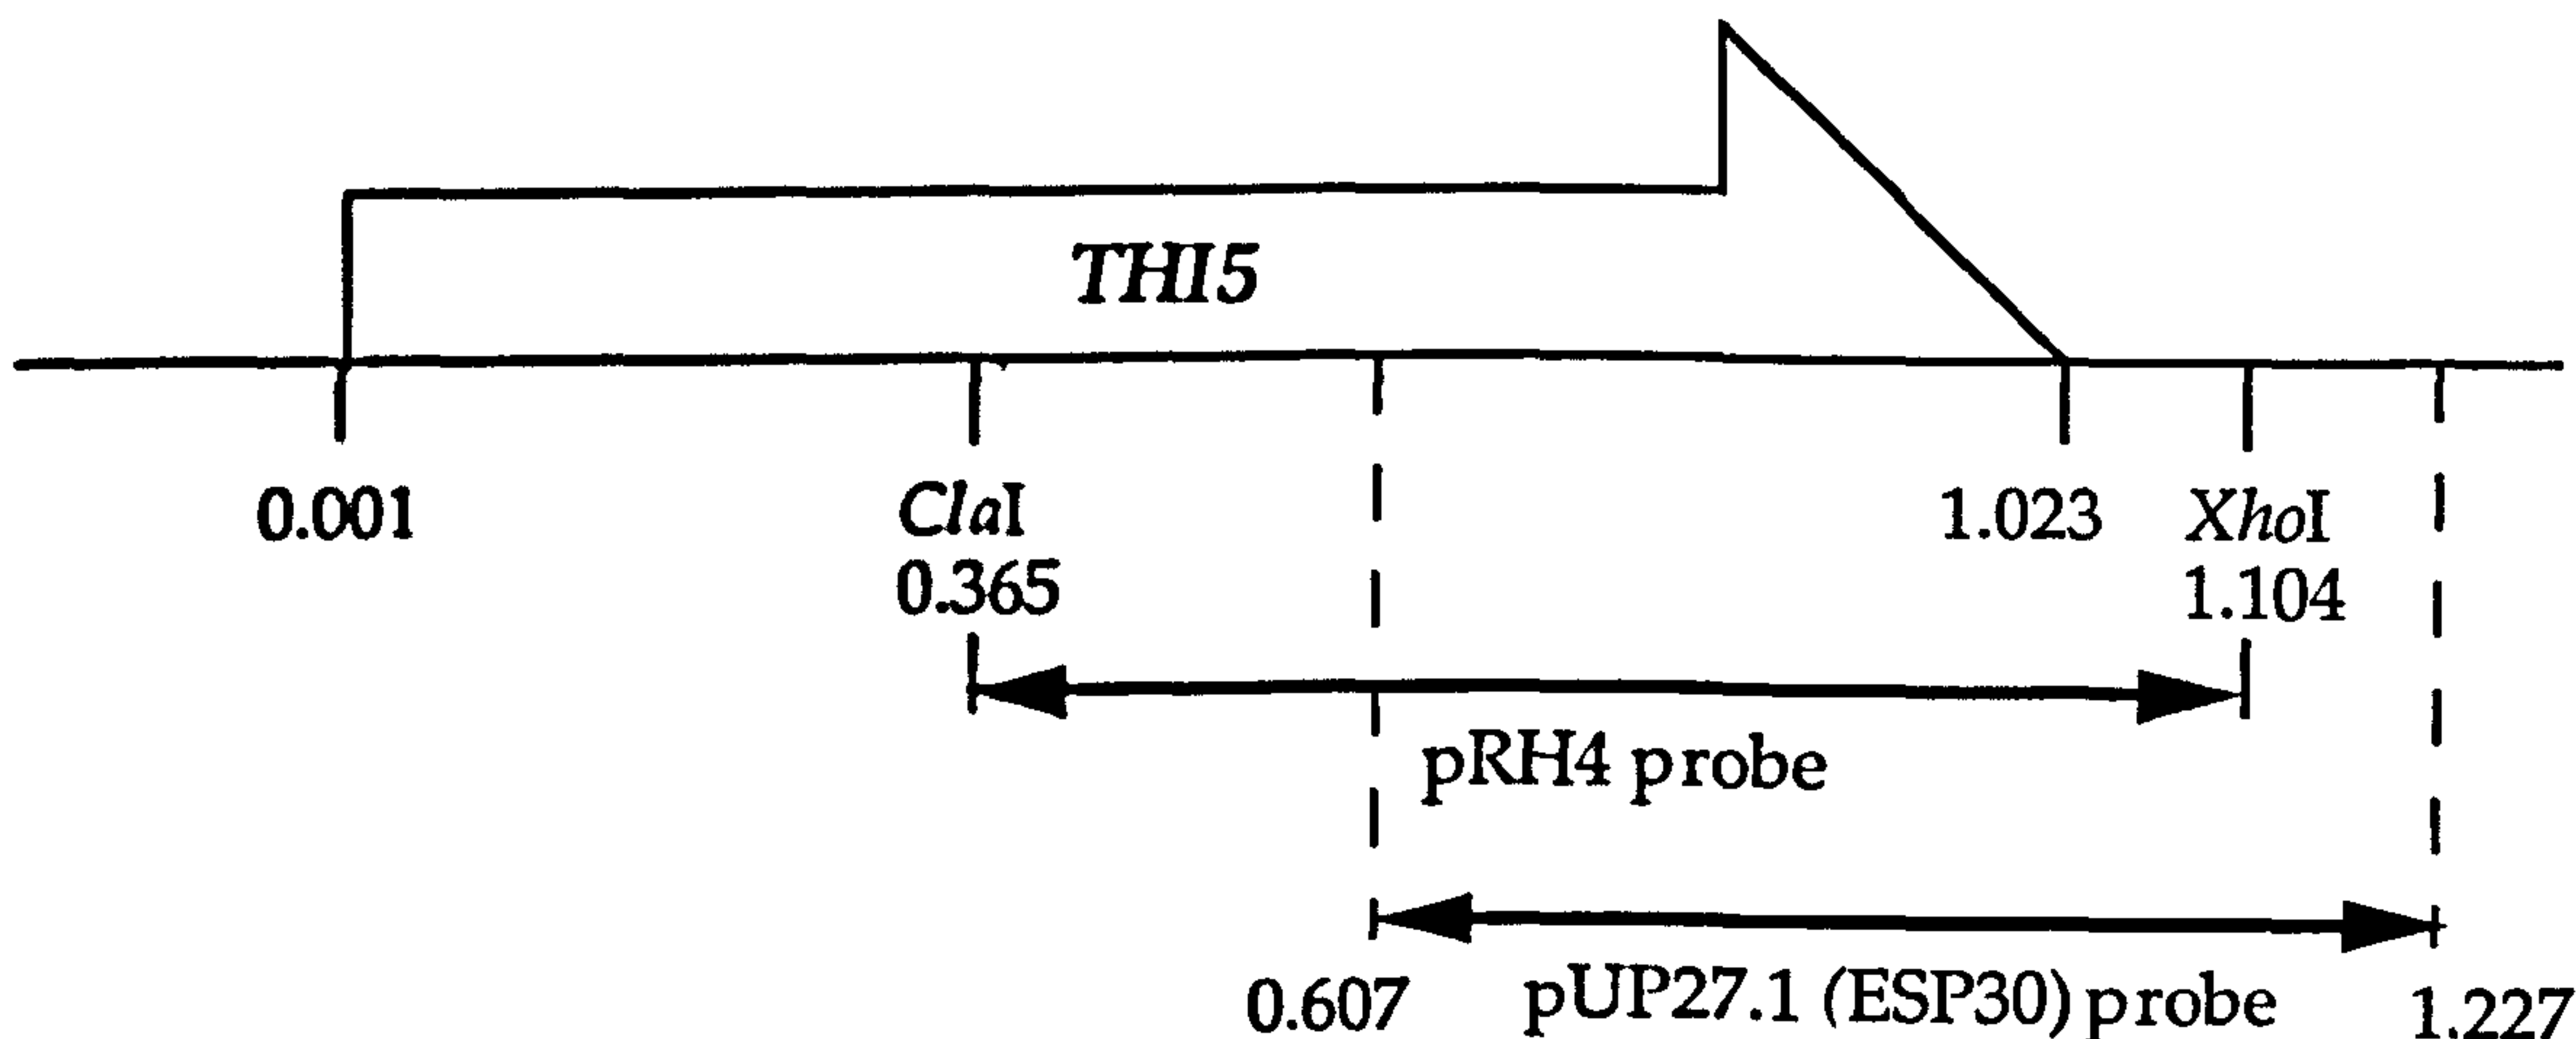 THI5
0.001
ClaI
0.365
1.023
XhoI
1.104
pRH4 probe
0.607
pUP27.1 (ESP30) probe
1.227